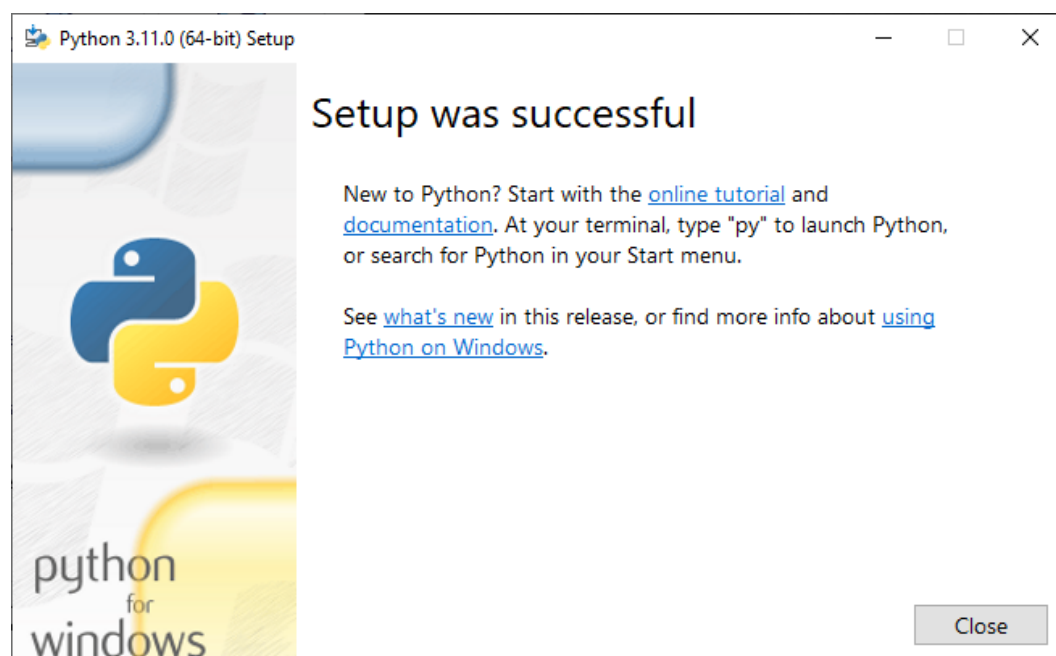 Python 3.11.0 (64-bit) Setup
Setup was successful
New to Python? Start with the online tutorial and
documentation. At your terminal, type "py" to launch Python,
or search for Python in your Start menu.
See what's new in this release, or find more info about using
Python on Windows.
python
for
windows
Close